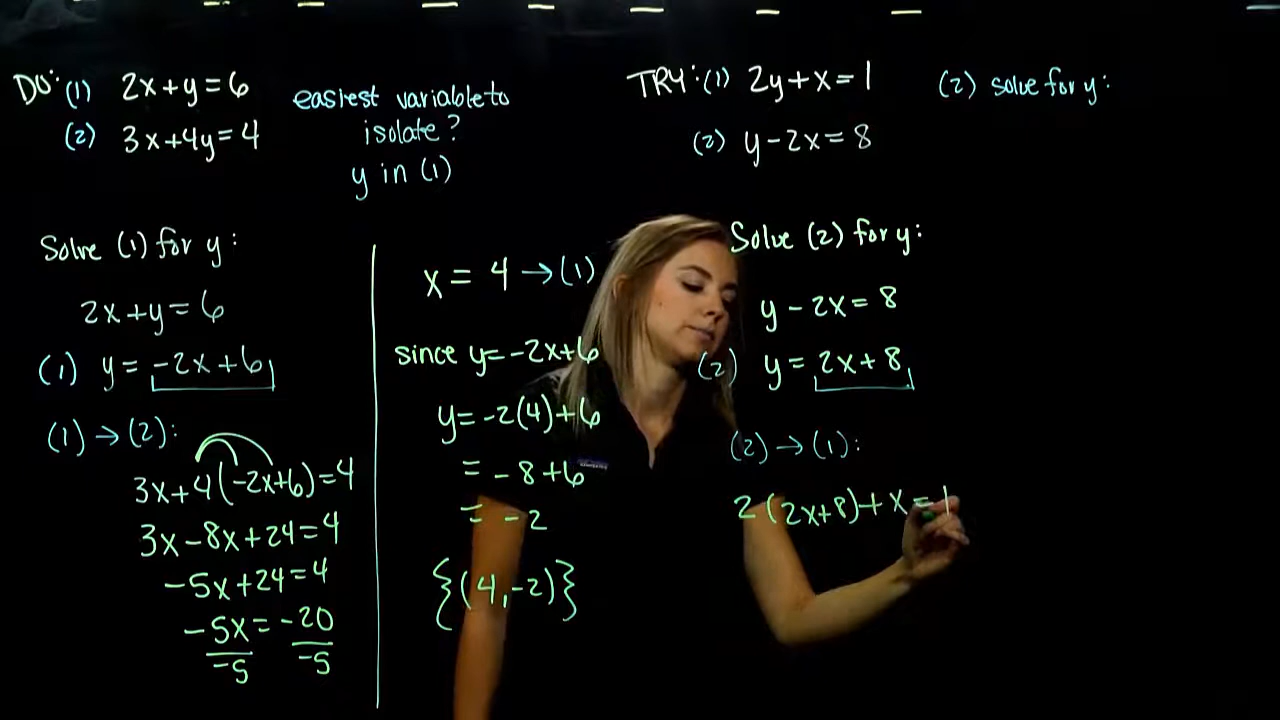 DO: (1) 2x+y=6
(2) 3x+4y=4
easiest variable to
isolate?
y in (1)
Solve (1) for y:
2x+y=6
(1) y=-2x+6
(1)→(2):
3x+4(-2x+6)=4
3x-8x+24=4
-5x+24=4
-5x=-20
-5 -5
x=4→(1)
since y=-2x+6
y=-2(4)+6
=-8+6
=-2
{(4,-2)}
TRY: (1) 2y+x=1
(2) y-2x=8
(2) solve for y:
Solve (2) for y:
y-2x=8
(2) y=2x+8
(2)→(1):
2(2x+8)+x=1